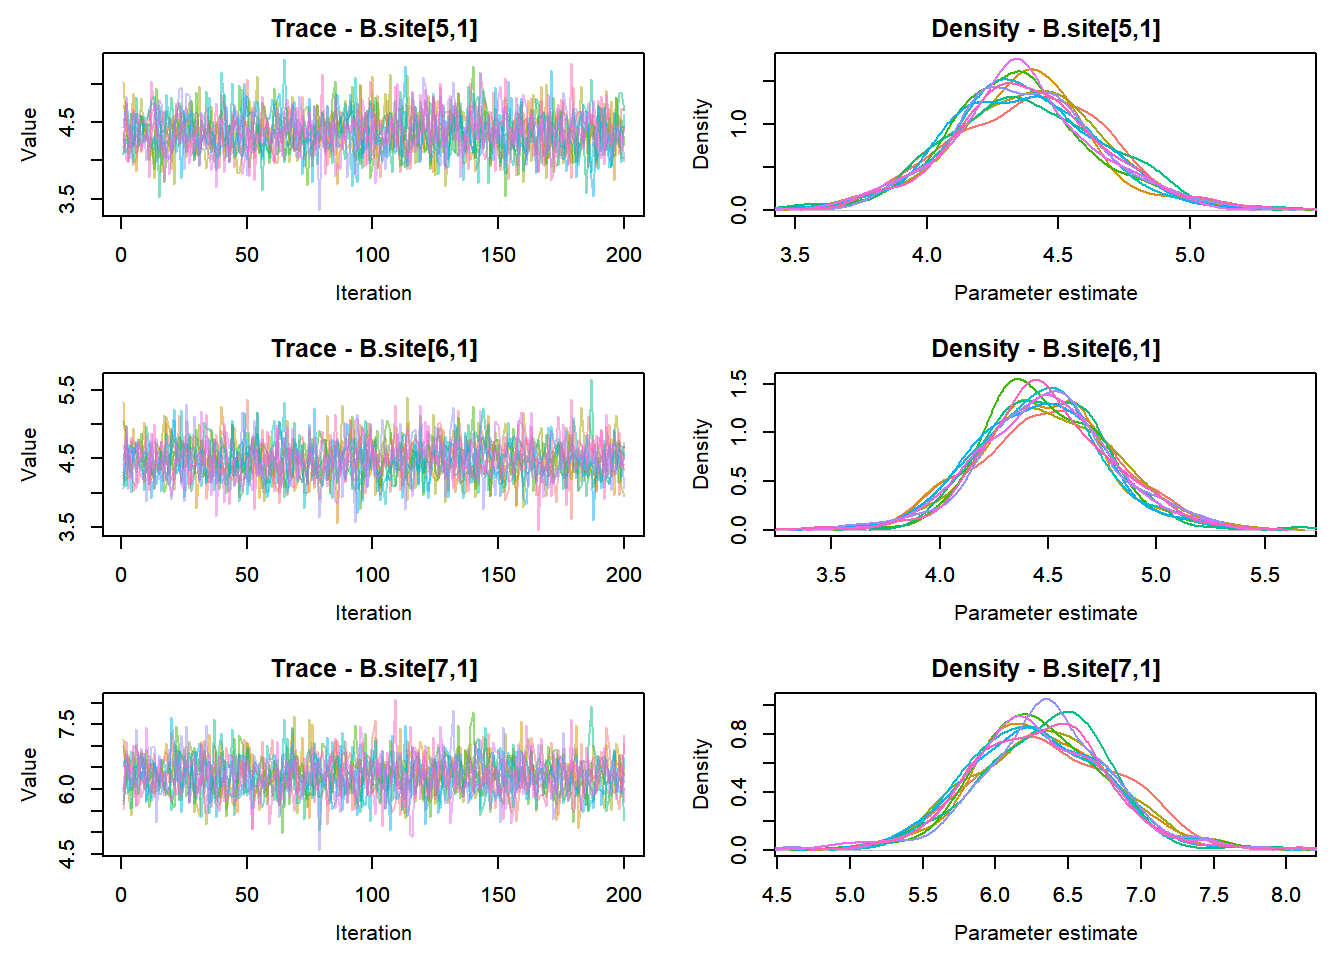 Trace - B.site[5,1]
Value
3.5 4.5
0 50 100 150 200
Iteration
Density - B.site[5,1]
Density
0.0 1.0
3.5 4.0 4.5 5.0
Parameter estimate
Trace - B.site[6,1]
Value
3.5 4.5 5.5
0 50 100 150 200
Iteration
Density - B.site[6,1]
Density
0.0 0.5 1.0 1.5
3.5 4.0 4.5 5.0 5.5
Parameter estimate
Trace - B.site[7,1]
Value
4.5 6.0 7.5
0 50 100 150 200
Iteration
Density - B.site[7,1]
Density
0.0 0.4 0.8
4.5 5.0 5.5 6.0 6.5 7.0 7.5 8.0
Parameter estimate